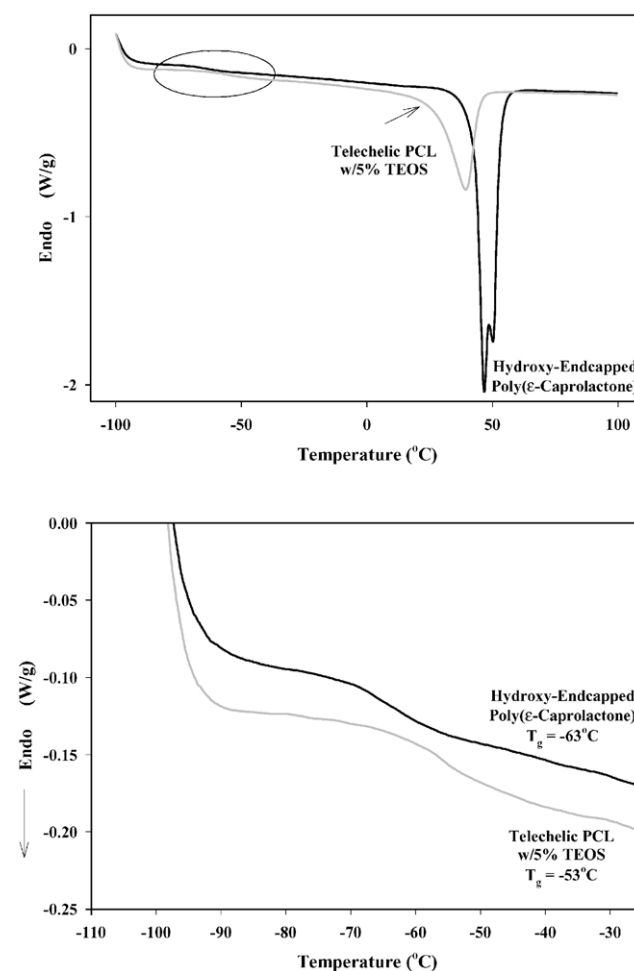 0
-1
-2
Endo (W/g)
Telechelic PCL
w/5% TEOS
Hydroxy-Endcapped
Poly(ε-Caprolactone)
-100
-50
0
50
100
Temperature (°C)
0.00
-0.05
-0.10
-0.15
-0.20
-0.25
Endo (W/g)
Hydroxy-Endcapped
Poly(ε-Caprolactone)
Tg = -63°C
Telechelic PCL
w/5% TEOS
Tg = -53°C
-110
-100
-90
-80
-70
-60
-50
-40
-30
Temperature (°C)